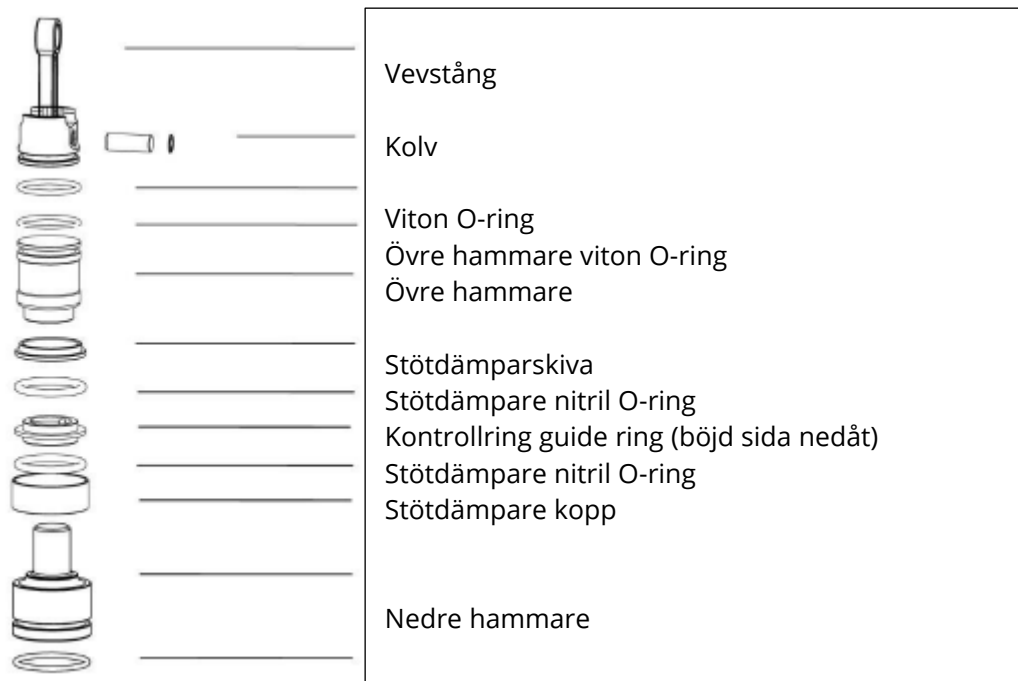 Vevstång
Kolv
Viton O-ring
Övre hammare viton O-ring
Övre hammare
Stötdämparskiva
Stötdämpare nitril O-ring
Kontrollring guide ring (böjd sida nedåt)
Stötdämpare nitril O-ring
Stötdämpare kopp
Nedre hammare